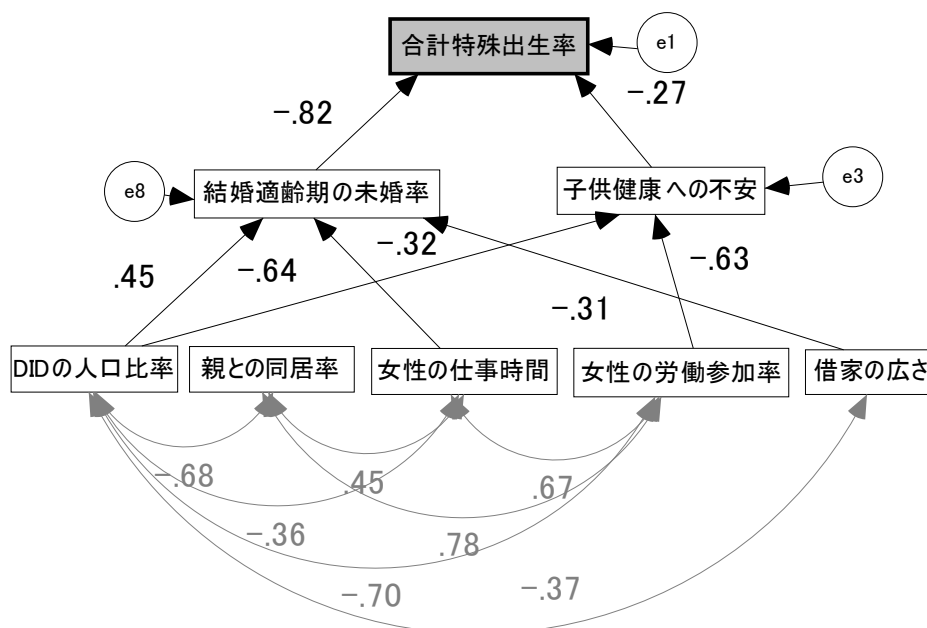 合計特殊出生率
e1
-.82
-.27
e8
結婚適齢期の未婚率
子供健康への不安
e3
.45
-.64
-.32
-.63
-.31
DIDの人口比率
親との同居率
女性の仕事時間
女性の労働参加率
借家の広さ
-.68
.45
.67
-.36
.78
-.70
-.37